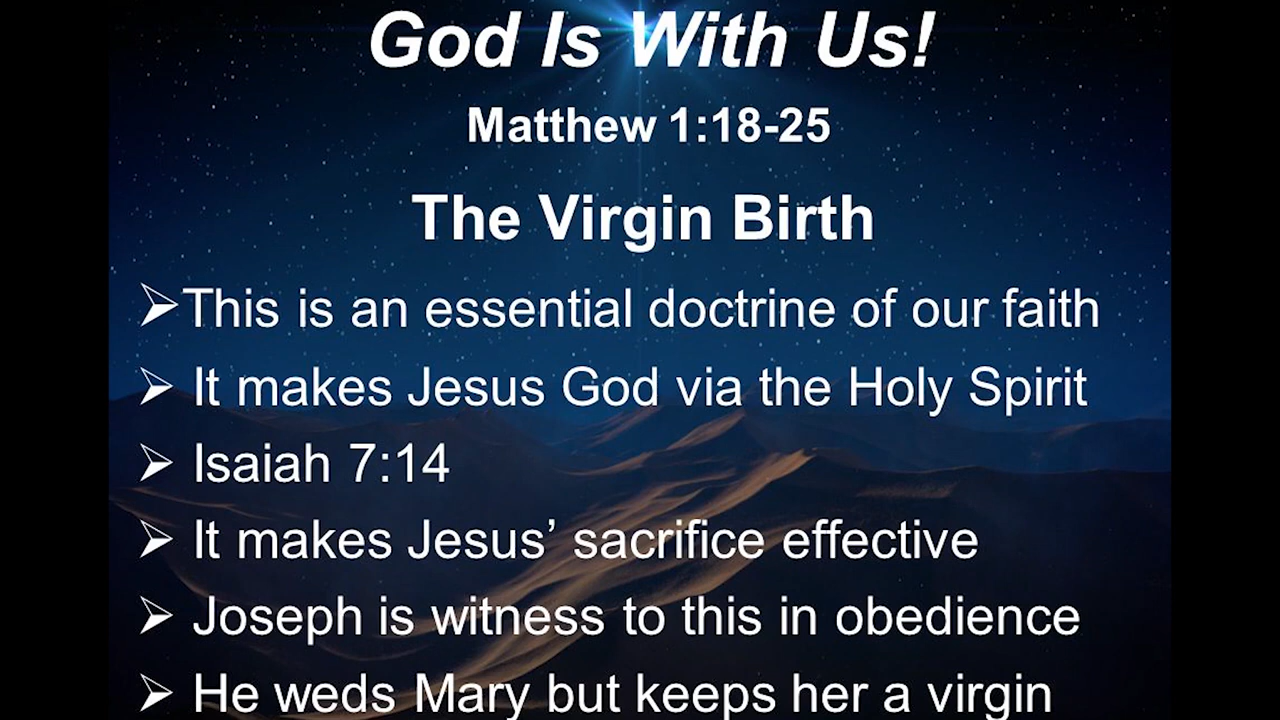 God Is With Us!
Matthew 1:18-25
The Virgin Birth
➢This is an essential doctrine of our faith
➢ It makes Jesus God via the Holy Spirit
➢ Isaiah 7:14
➢ It makes Jesus’ sacrifice effective
➢ Joseph is witness to this in obedience
➢ He weds Mary but keeps her a virgin